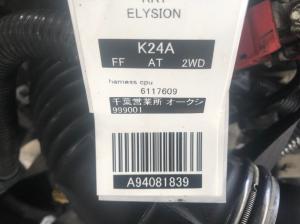 ELYSION
K24A
FF AT 2WD
harness cpu
6117609
千葉営業所 オークシ
999001
A94081839